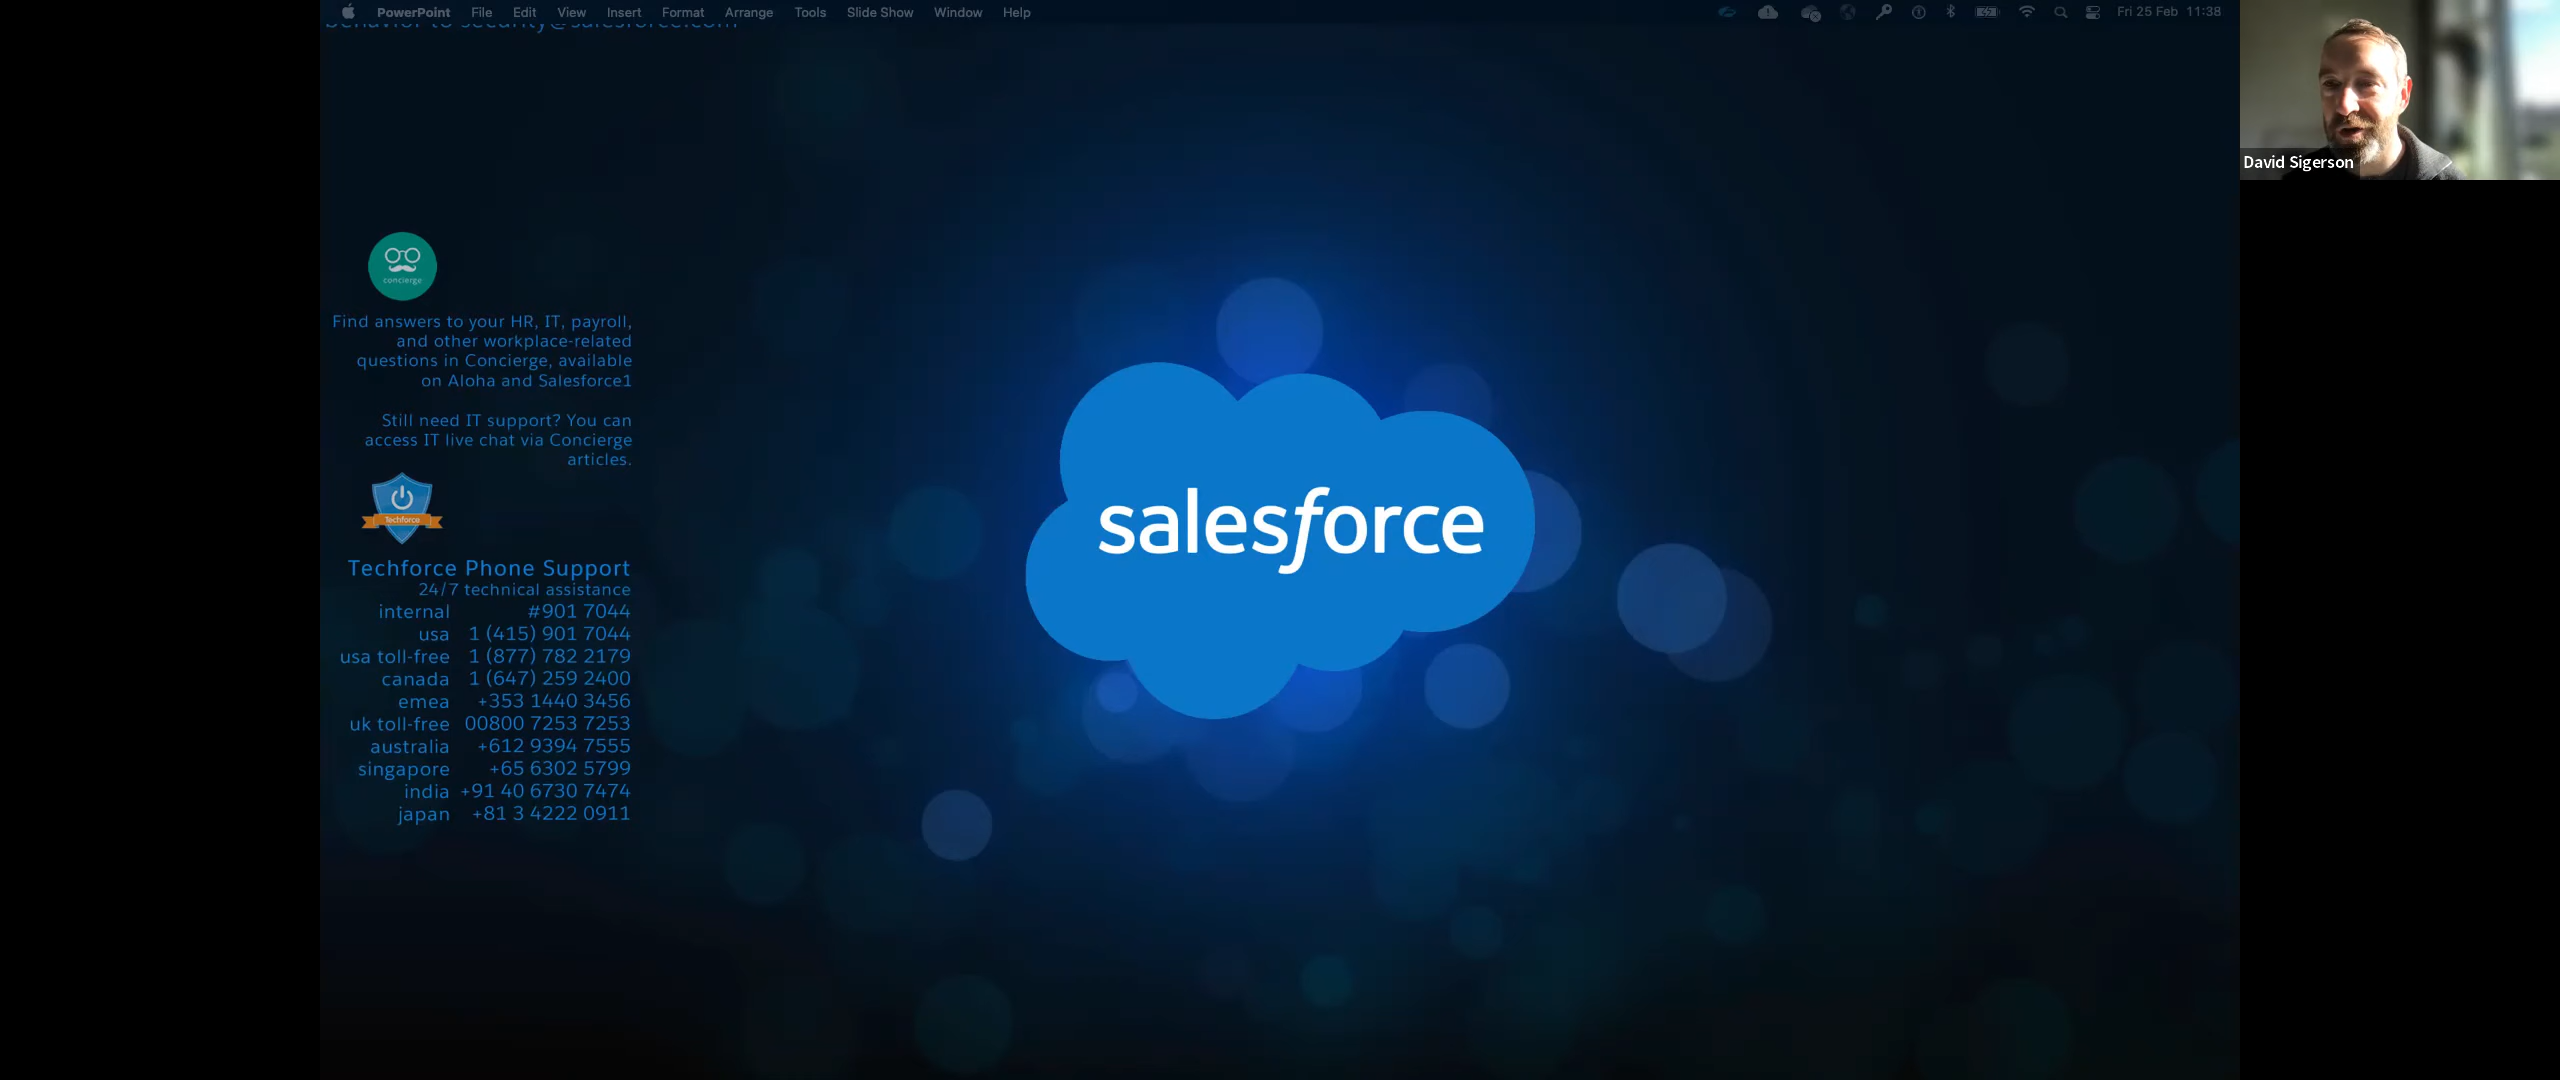 PowerPoint File Edit View Insert Format Arrange Tools Slide Show Window Help Fri 25 Feb 11:38
behavior to security@salesforce.com
David Sigerson
concierge
Find answers to your HR, IT, payroll,
and other workplace-related
questions in Concierge, available
on Aloha and Salesforce1
Still need IT support? You can
access IT live chat via Concierge
articles.
Techforce
Techforce Phone Support
24/7 technical assistance
internal #901 7044
usa 1 (415) 901 7044
usa toll-free 1 (877) 782 2179
canada 1 (647) 259 2400
emea +353 1440 3456
uk toll-free 00800 7253 7253
australia +612 9394 7555
singapore +65 6302 5799
india +91 40 6730 7474
japan +81 3 4222 0911
salesforce